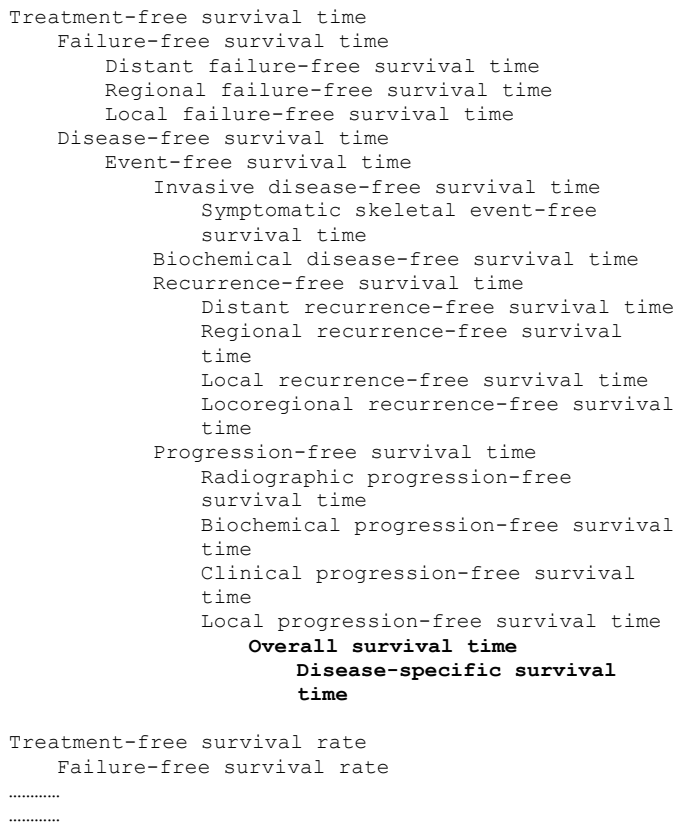 Treatment-free survival time
Failure-free survival time
Distant failure-free survival time
Regional failure-free survival time
Local failure-free survival time
Disease-free survival time
Event-free survival time
Invasive disease-free survival time
Symptomatic skeletal event-free
survival time
Biochemical disease-free survival time
Recurrence-free survival time
Distant recurrence-free survival time
Regional recurrence-free survival
time
Local recurrence-free survival time
Locoregional recurrence-free survival
time
Progression-free survival time
Radiographic progression-free
survival time
Biochemical progression-free survival
time
Clinical progression-free survival
time
Local progression-free survival time
Overall survival time
Disease-specific survival
time
Treatment-free survival rate
Failure-free survival rate
…………
…………